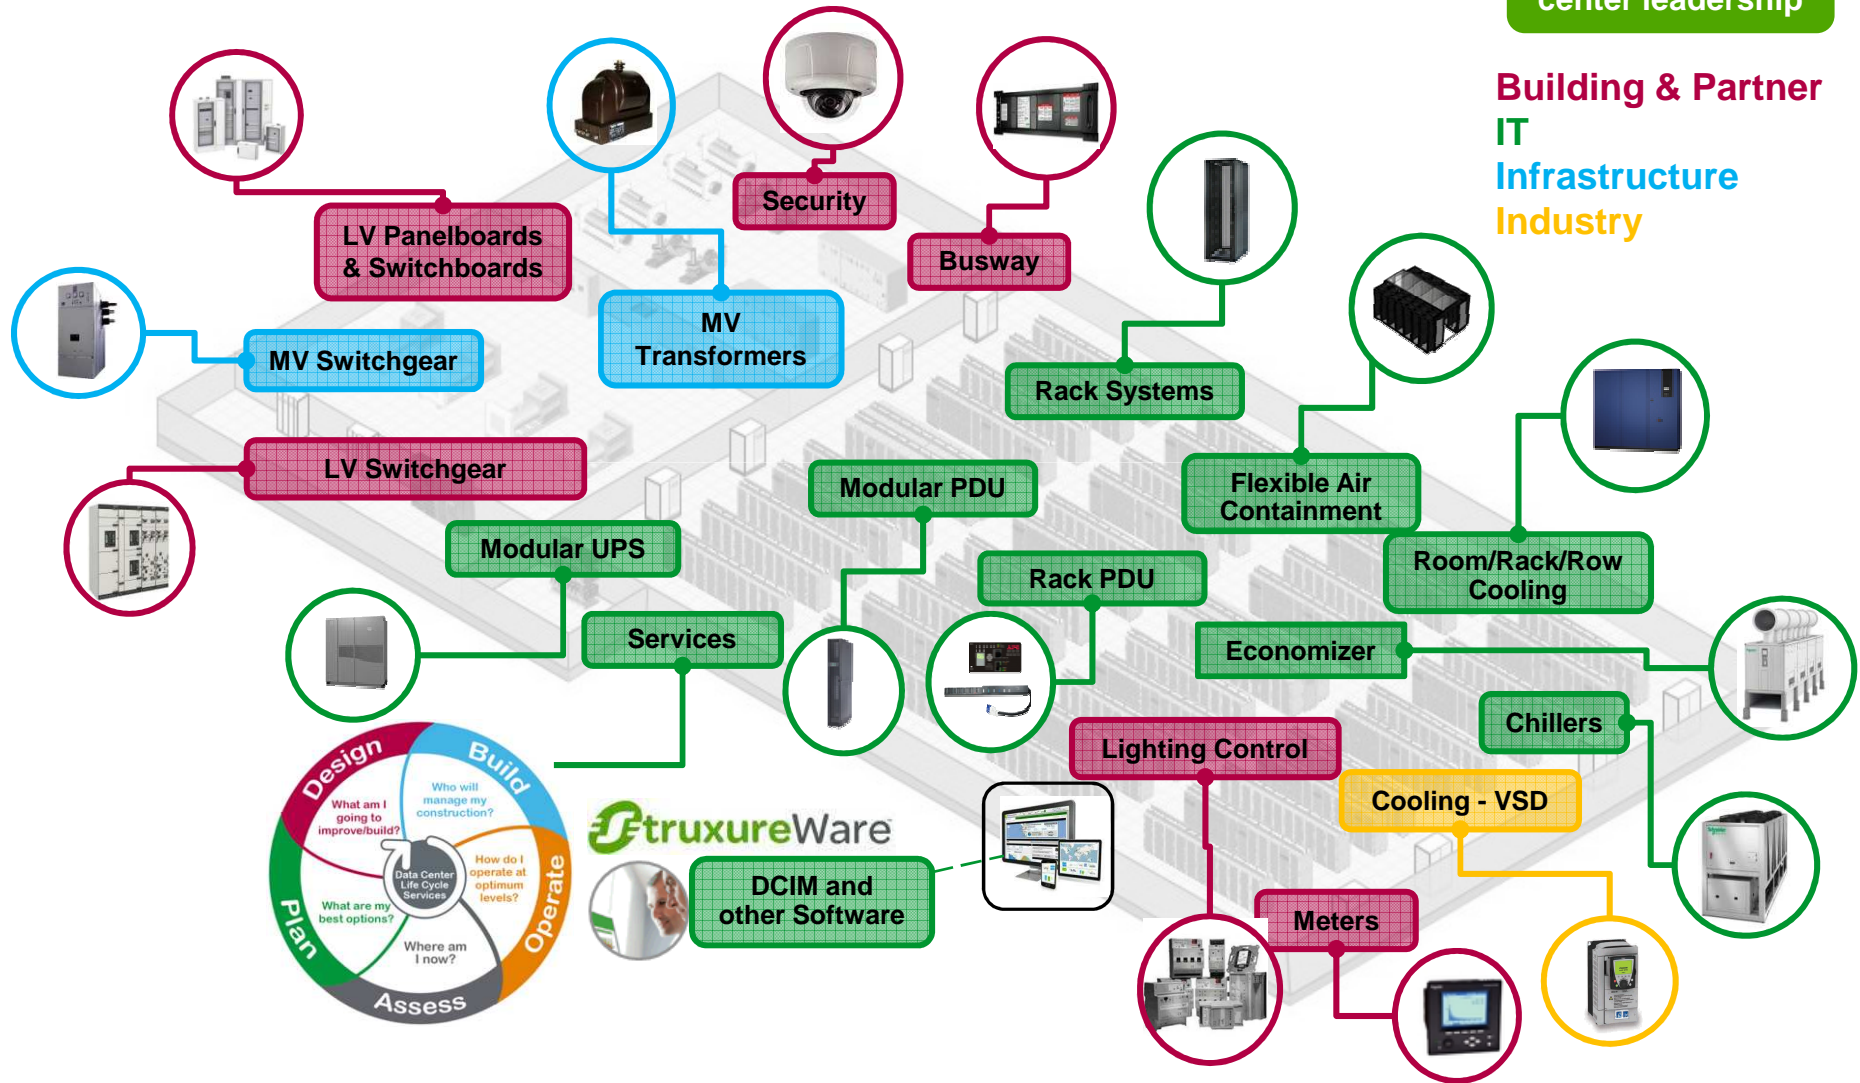 center leadership
Building & Partner
IT
Infrastructure
Industry
Security
LV Panelboards
& Switchboards
Busway
MV
Transformers
MV Switchgear
Rack Systems
LV Switchgear
Modular PDU
Flexible Air
Containment
Modular UPS
Room/Rack/Row
Cooling
Rack PDU
Services
Economizer
Chillers
Lighting Control
Cooling - VSD
Design
Build
Operate
Assess
Plan
What am I
going to
improve/build?
Who will
manage my
construction?
How do I
operate at
optimum
levels?
Where am
I now?
What are my
best options?
Data Center
Life Cycle
Services
StruxureWare™
DCIM and
other Software
Meters